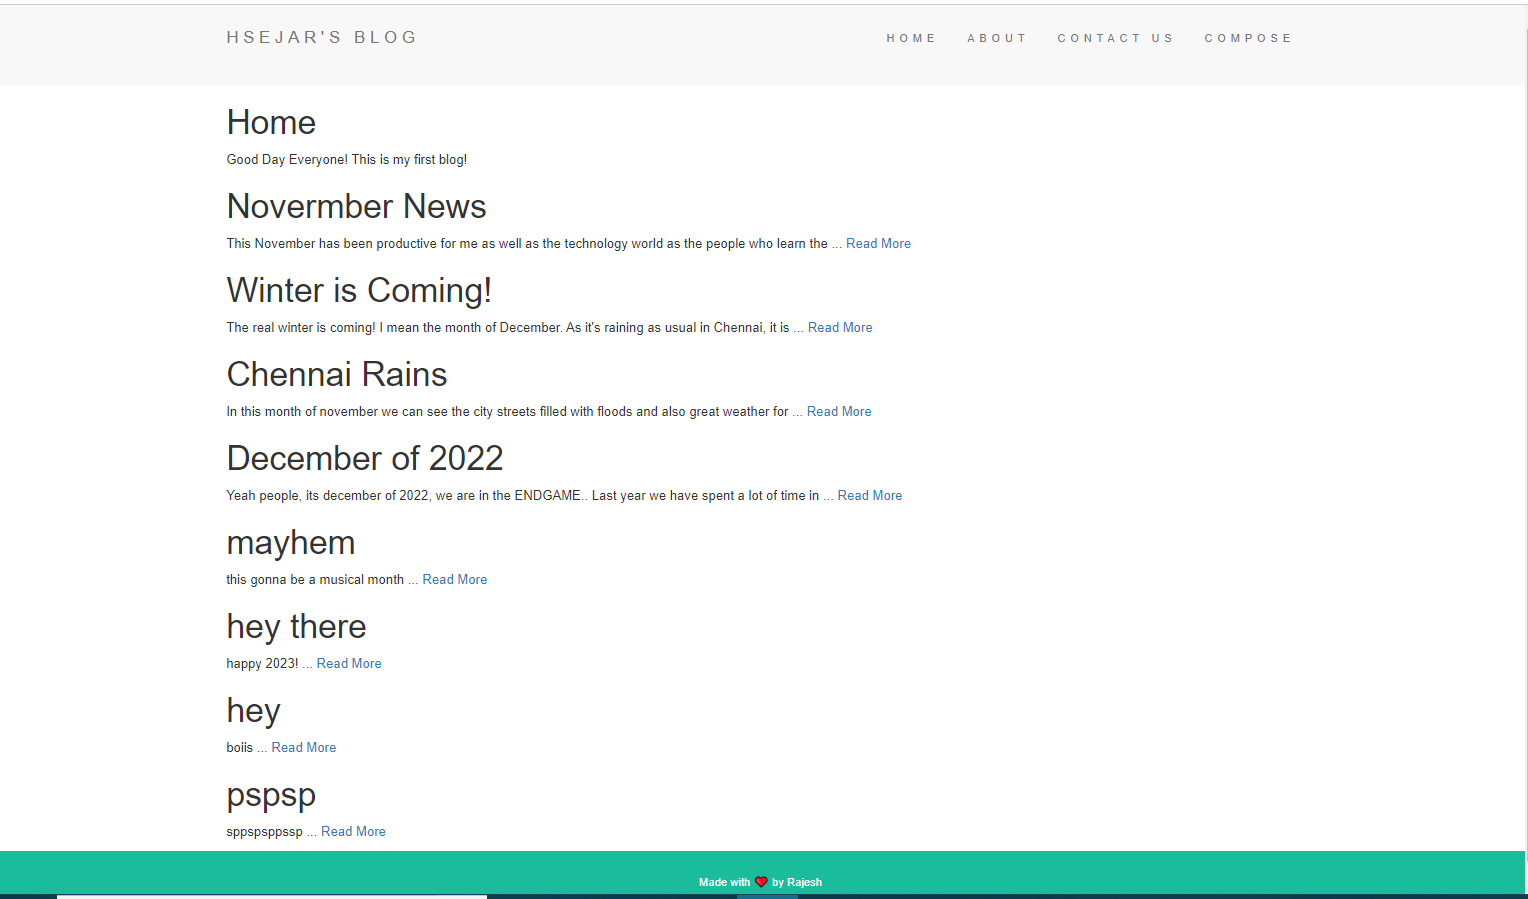 HSEJAR'S BLOG
HOME ABOUT CONTACT US COMPOSE
Home
Good Day Everyone! This is my first blog!
Novermber News
This November has been productive for me as well as the technology world as the people who learn the ... Read More
Winter is Coming!
The real winter is coming! I mean the month of December. As it's raining as usual in Chennai, it is ... Read More
Chennai Rains
In this month of november we can see the city streets filled with floods and also great weather for ... Read More
December of 2022
Yeah people, its december of 2022, we are in the ENDGAME.. Last year we have spent a lot of time in ... Read More
mayhem
this gonna be a musical month ... Read More
hey there
happy 2023! ... Read More
hey
boiis ... Read More
pspsp
sppspsppssp ... Read More
Made with ❤ by Rajesh